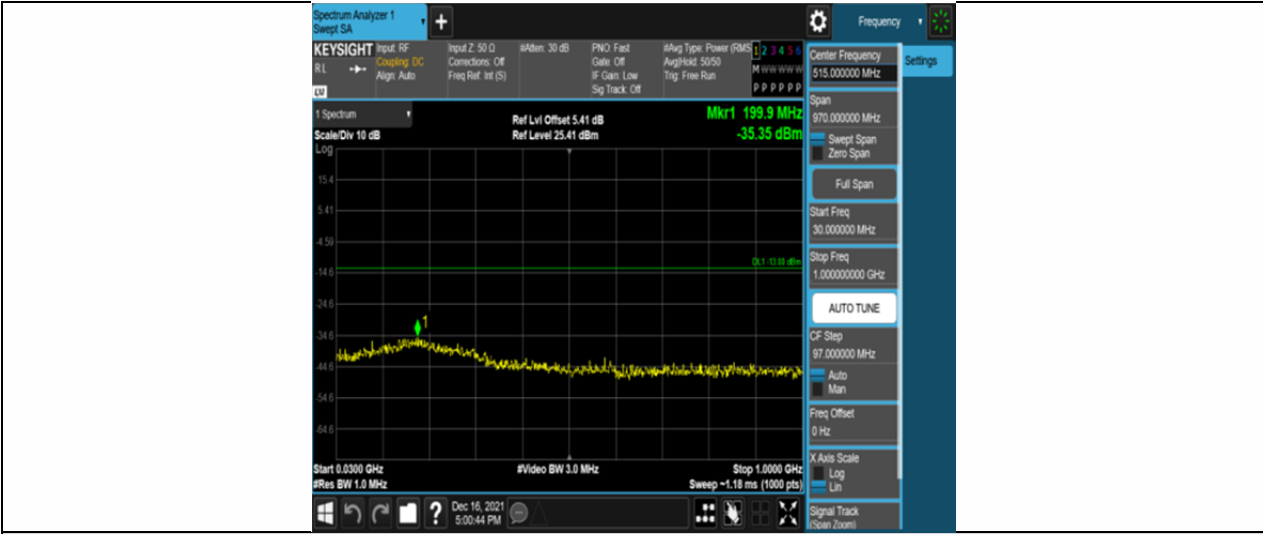 Spectrum Analyzer 1
Swept SA
+
Frequency
KEYSIGHT
RL
LV
Input: RF
Coupling: DC
Align: Auto
Input Z: 50 Ω
Corrections: Off
Freq Ref: Int (S)
#Atten: 30 dB
PNO: Fast
Gate: Off
IF Gain: Low
Sig Track: Off
#Avg Type: Power (RMS
Avg|Hold: 50/50
Trig: Free Run
1 2 3 4 5 6
M W W W W W
P P P P P P
1 Spectrum
Scale/Div 10 dB
Log
Ref Lvl Offset 5.41 dB
Ref Level 25.41 dBm
Mkr1 199.9 MHz
-35.35 dBm
15.4
5.41
-4.59
DL1 -13.00 dBm
-14.6
-24.6
1
-34.6
-44.6
-54.6
-64.6
Start 0.0300 GHz
#Res BW 1.0 MHz
#Video BW 3.0 MHz
Stop 1.0000 GHz
Sweep ~1.18 ms (1000 pts)
Dec 16, 2021
5:00:44 PM
?
Center Frequency
515.000000 MHz
Span
970.000000 MHz
Swept Span
Zero Span
Full Span
Start Freq
30.000000 MHz
Stop Freq
1.000000000 GHz
AUTO TUNE
CF Step
97.000000 MHz
Auto
Man
Freq Offset
0 Hz
X Axis Scale
Log
Lin
Signal Track
(Span Zoom)
Settings